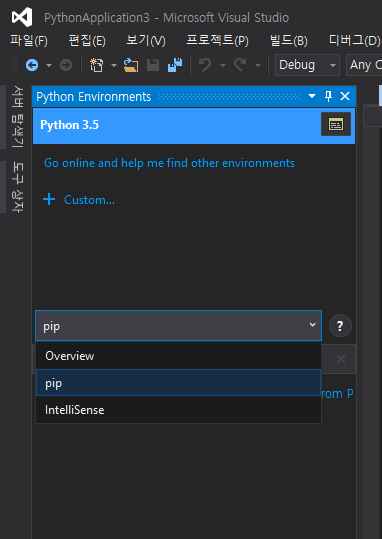 PythonApplication3 - Microsoft Visual Studio
파일(F) 편집(E) 보기(V) 프로젝트(P) 빌드(B) 디버그(D)
Debug Any C
서버 탐색기
도구 상자
Python Environments
Python 3.5
Go online and help me find other environments
+ Custom...
pip
?
Overview
pip
rom P
IntelliSense